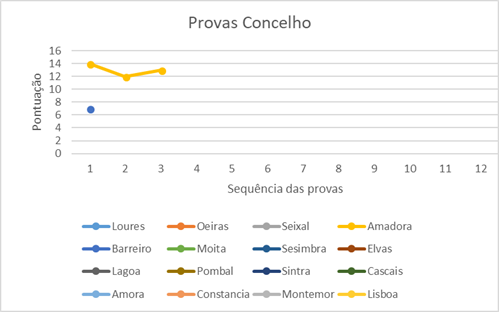 Provas Concelho
16
14
12
10
8
6
4
2
0
Pontuação
1 2 3 4 5 6 7 8 9 10 11 12
Sequência das provas
Loures Oeiras Seixal Amadora
Barreiro Moita Sesimbra Elvas
Lagoa Pombal Sintra Cascais
Amora Constancia Montemor Lisboa